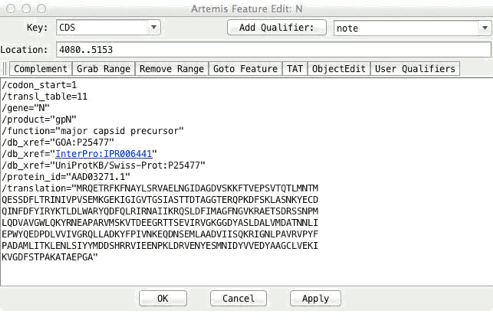 Artemis Feature Edit: N
Key: CDS Add Qualifier: note
Location: 4080..5153
Complement Grab Range Remove Range Goto Feature TAT ObjectEdit User Qualifiers
/codon_start=1
/transl_table=11
/gene="N"
/product="gpN"
/function="major capsid precursor"
/db_xref="GOA:P25477"
/db_xref="InterPro:IPR006441"
/db_xref="UniProtKB/Swiss-Prot:P25477"
/protein_id="AAD03271.1"
/translation="MRQETRFKFNAYLSRVAELNGIDAGDVSKKFTVEPSVTQTLMNTM
QESSDFLTRINIVPVSEMKGEKIGIGVTGSIASTTDTAGGTERQPKDFSKLASNKYECD
QINFDFYIRYKTLDLWARYQDFQLRIRNAIIKRQSLDFIMAGFNGVKRAETSDRSSNPM
LQDVAVGWLQKYRNEAPARVMSKVTDEEGRTTSEVIRVGKGGDYASLDALVMDATNNLI
EPWYQEDPDLVVIVGRQLLADKYFPIVNKEQDNSEMLAADVIISQKRIGNLPAVRVPYF
PADAMLITKLENLSIYYMDDSHRRVIEENPKLDRVENYESMNIDYVVEDYAAGCLVEKI
KVGDFSTPAKATAEPGA"
OK Cancel Apply